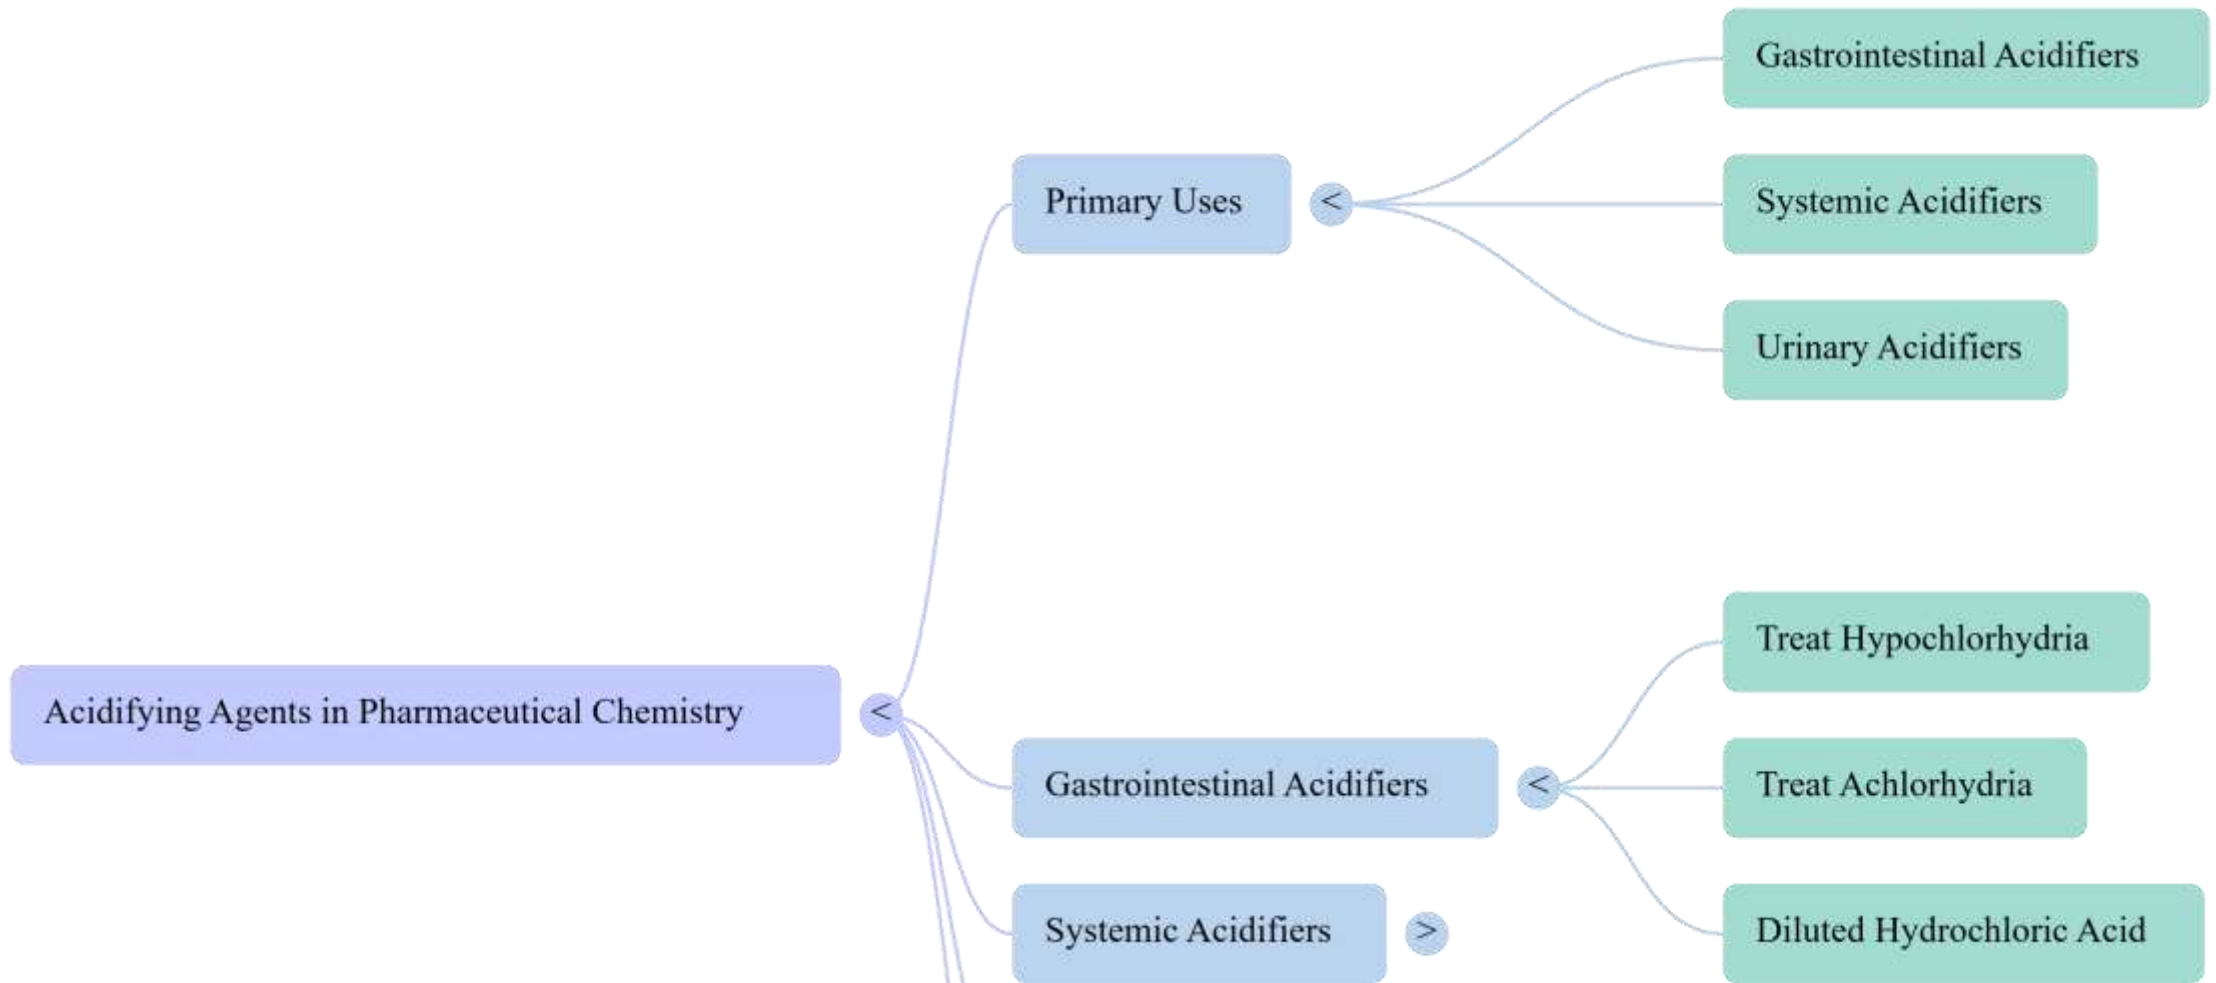 Gastrointestinal Acidifiers
Primary Uses
<
Systemic Acidifiers
Urinary Acidifiers
Treat Hypochlorhydria
Acidifying Agents in Pharmaceutical Chemistry
<
Gastrointestinal Acidifiers
<
Treat Achlorhydria
Systemic Acidifiers
>
Diluted Hydrochloric Acid